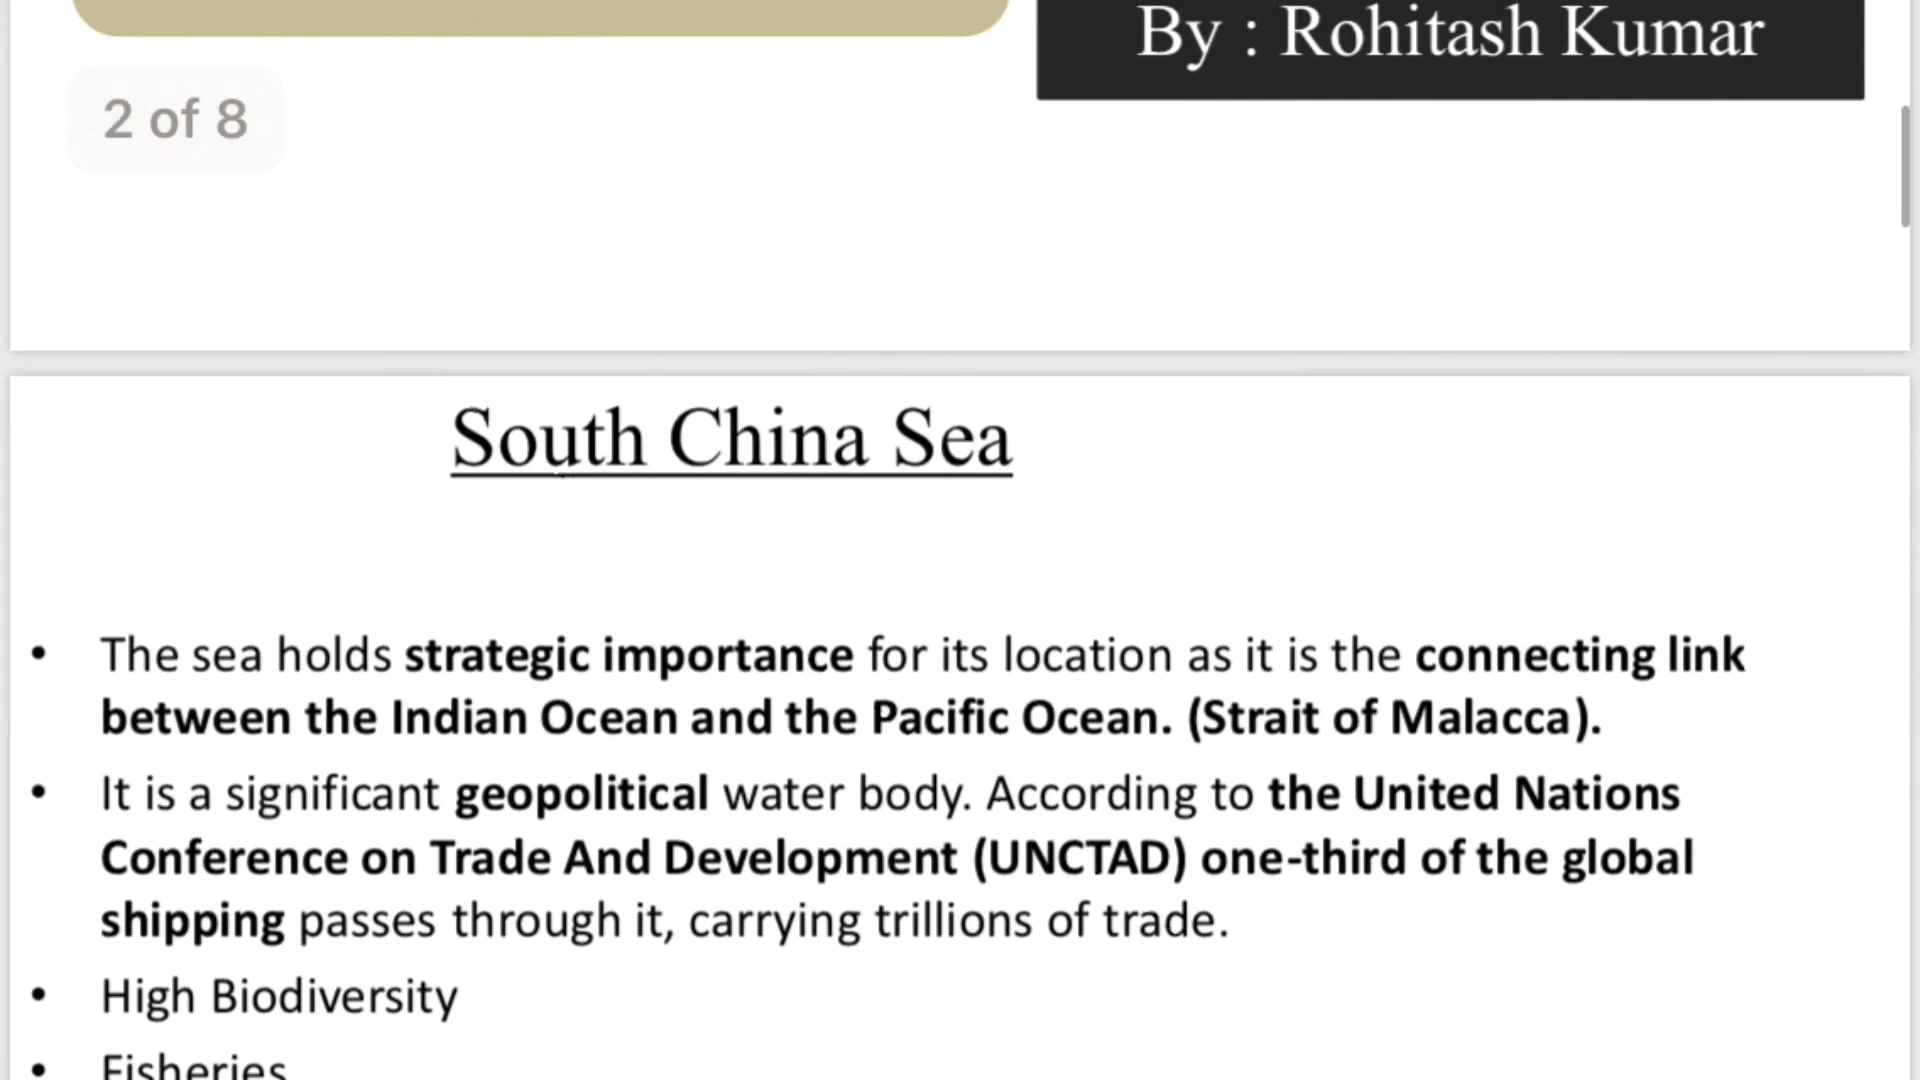 By : Rohitash Kumar
2 of 8
South China Sea
• The sea holds strategic importance for its location as it is the connecting link
between the Indian Ocean and the Pacific Ocean. (Strait of Malacca).
• It is a significant geopolitical water body. According to the United Nations
Conference on Trade And Development (UNCTAD) one-third of the global
shipping passes through it, carrying trillions of trade.
• High Biodiversity
• Fisheries